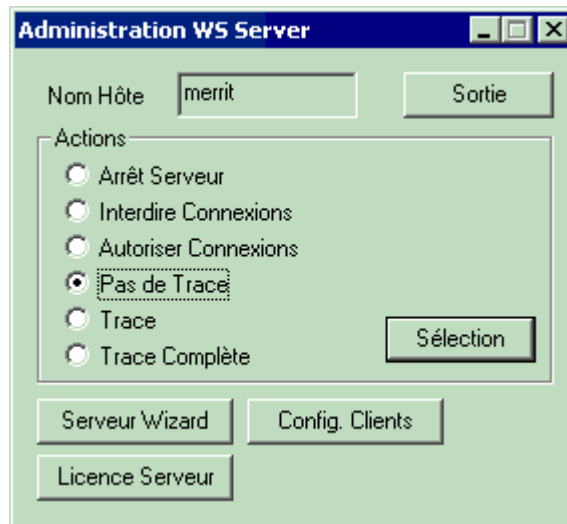 Administration WS Server
Nom Hôte merrit Sortie
Actions
Arrêt Serveur
Interdire Connexions
Autoriser Connexions
Pas de Trace
Trace
Trace Complète
Sélection
Serveur Wizard Config. Clients
Licence Serveur